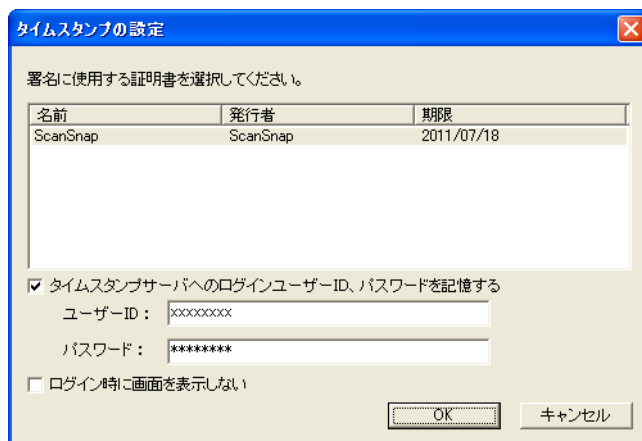 タイムスタンプの設定
署名に使用する証明書を選択してください。
名前 発行者 期限
ScanSnap ScanSnap 2011/07/18
タイムスタンプサーバへのログインユーザーID、パスワードを記憶する
ユーザーID： xxxxxxxx
パスワード： ********
ログイン時に画面を表示しない
OK キャンセル